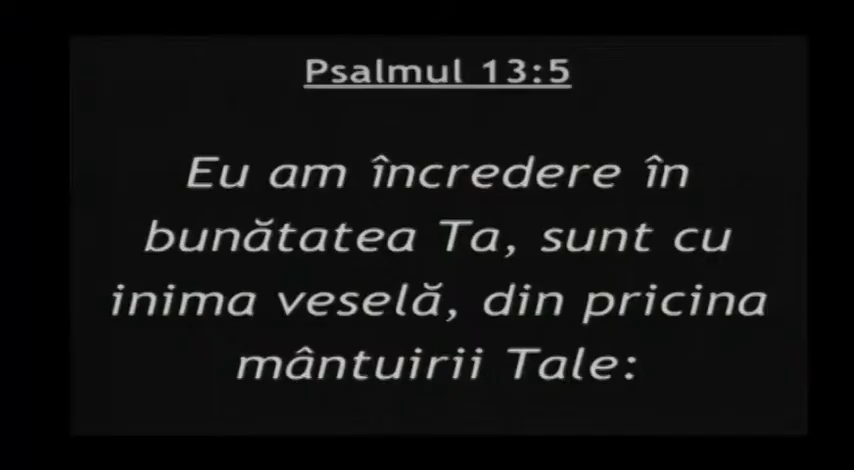 Psalmul 13:5
Eu am încredere în
bunătatea Ta, sunt cu
inima veselă, din pricina
mântuirii Tale: